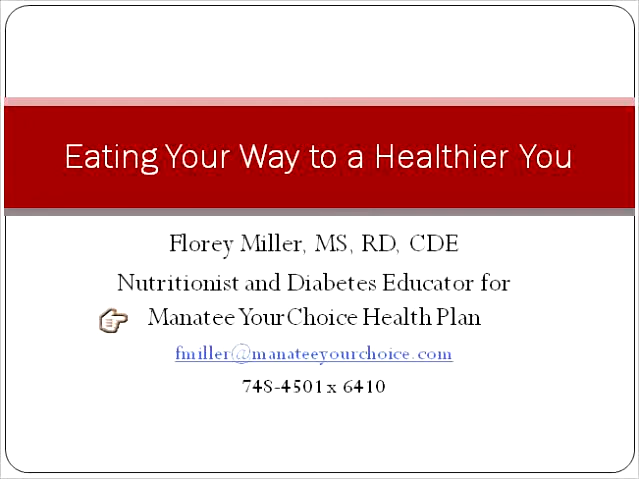 Eating Your Way to a Healthier You
Florey Miller, MS, RD, CDE
Nutritionist and Diabetes Educator for
Manatee YourChoice Health Plan
fmiller@manateeyourchoice.com
748-4501 x 6410